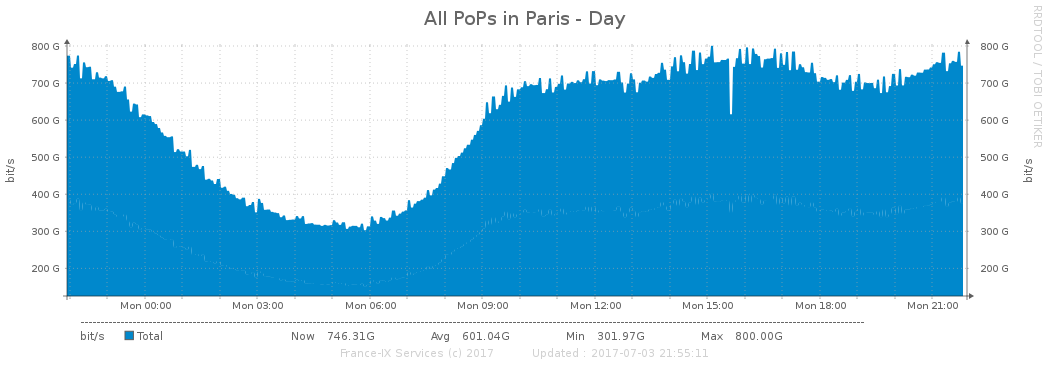 All PoPs in Paris - Day
RRDTOOL / TOBI OETIKER
800 G 800 G
700 G 700 G
600 G 600 G
500 G 500 G
400 G 400 G
300 G 300 G
200 G 200 G
bit/s
bit/s
Mon 00:00 Mon 03:00 Mon 06:00 Mon 09:00 Mon 12:00 Mon 15:00 Mon 18:00 Mon 21:00
bit/s Total Now 746.31G Avg 601.04G Min 301.97G Max 800.00G
France-IX Services (c) 2017 Updated : 2017-07-03 21:55:11